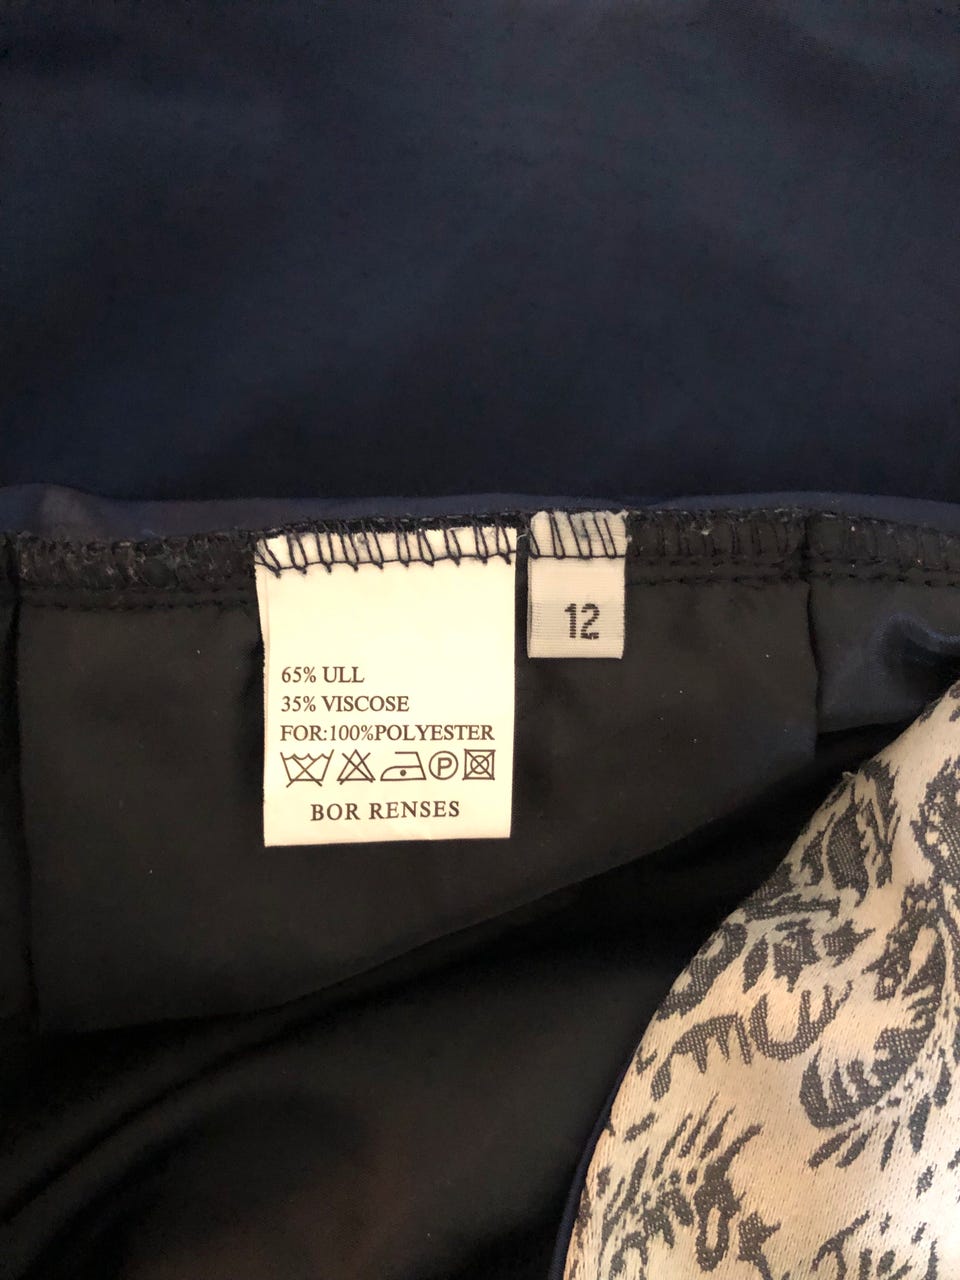 65% ULL
35% VISCOSE
FOR:100%POLYESTER
P
BOR RENSES
12